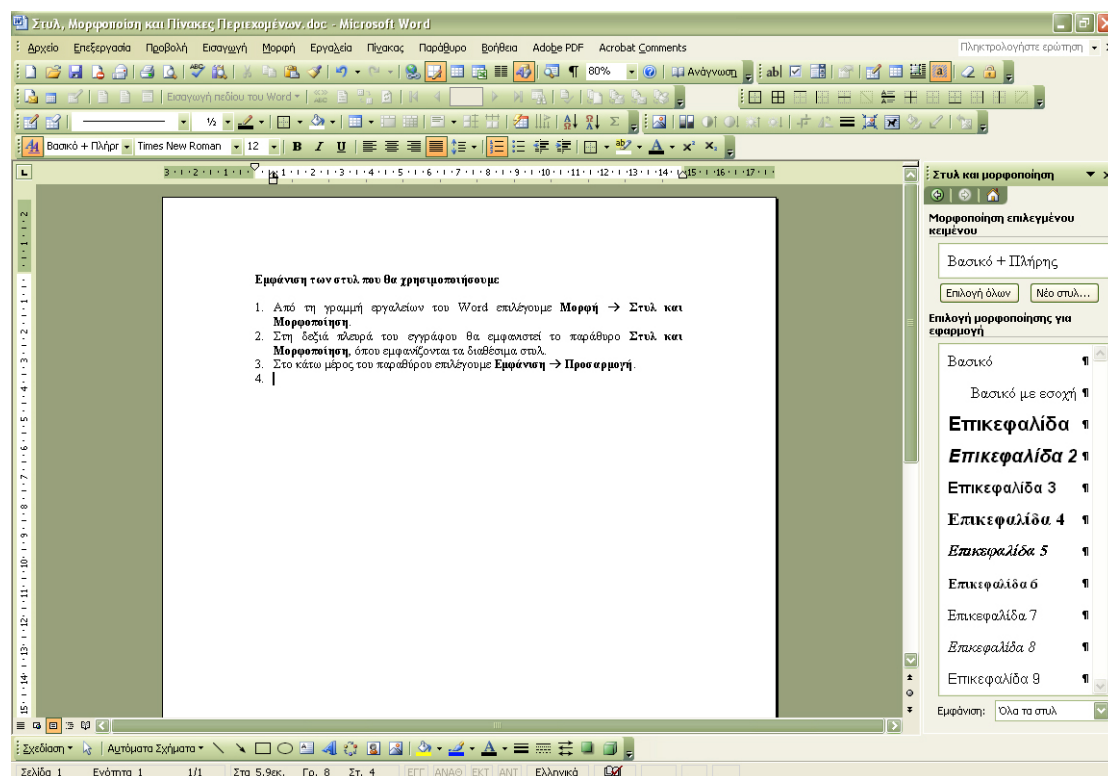 Στυλ, Μορφοποίση και Πίνακες Περιεχομένων.doc - Microsoft Word
Αρχείο Επεξεργασία Προβολή Εισαγωγή Μορφή Εργαλεία Πίνακας Παράθυρο Βοήθεια Adobe PDF Acrobat Comments Πληκτρολογήστε ερώτηση
80% Ανάγνωση ab|
Εισαγωγή πεδίου του Word
½
Βασικό + Πλήρ Times New Roman 12 B I U
Στυλ και μορφοποίηση
Μορφοποίηση επιλεγμένου
κειμένου
Βασικό + Πλήρης
Επιλογή όλων Νέο στυλ...
Επιλογή μορφοποίησης για
εφαρμογή
Βασικό ¶
Βασικό με εσοχή ¶
Επικεφαλίδα ¶
Επικεφαλίδα 2 ¶
Επικεφαλίδα 3 ¶
Επικεφαλίδα 4 ¶
Επικεφαλίδα 5 ¶
Επικεφαλίδα 6 ¶
Επικεφαλίδα 7 ¶
Επικεφαλίδα 8 ¶
Επικεφαλίδα 9 ¶
Εμφάνιση: Όλα τα στυλ
Εμφάνιση των στυλ που θα χρησιμοποιήσουμε
1. Από τη γραμμή εργαλείων του Word επιλέγουμε Μορφή → Στυλ και
Μορφοποίηση.
2. Στη δεξιά πλευρά του εγγράφου θα εμφανιστεί το παράθυρο Στυλ και
Μορφοποίηση, όπου εμφανίζονται τα διαθέσιμα στυλ.
3. Στο κάτω μέρος του παραθύρου επιλέγουμε Εμφάνιση → Προσαρμογή.
4.
Σχεδίαση Αυτόματα Σχήματα
Σελίδα 1 Ενότητα 1 1/1 Στα 5,9εκ. Γρ. 8 Στ. 4 ΕΓΓ ΑΝΑΘ ΕΚΤ ΑΝΤ Ελληνικά